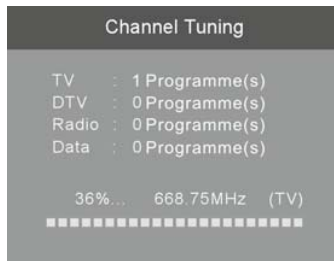 Channel Tuning
TV : 1 Programme(s)
DTV : 0 Programme(s)
Radio : 0 Programme(s)
Data : 0 Programme(s)
36%... 668.75MHz (TV)